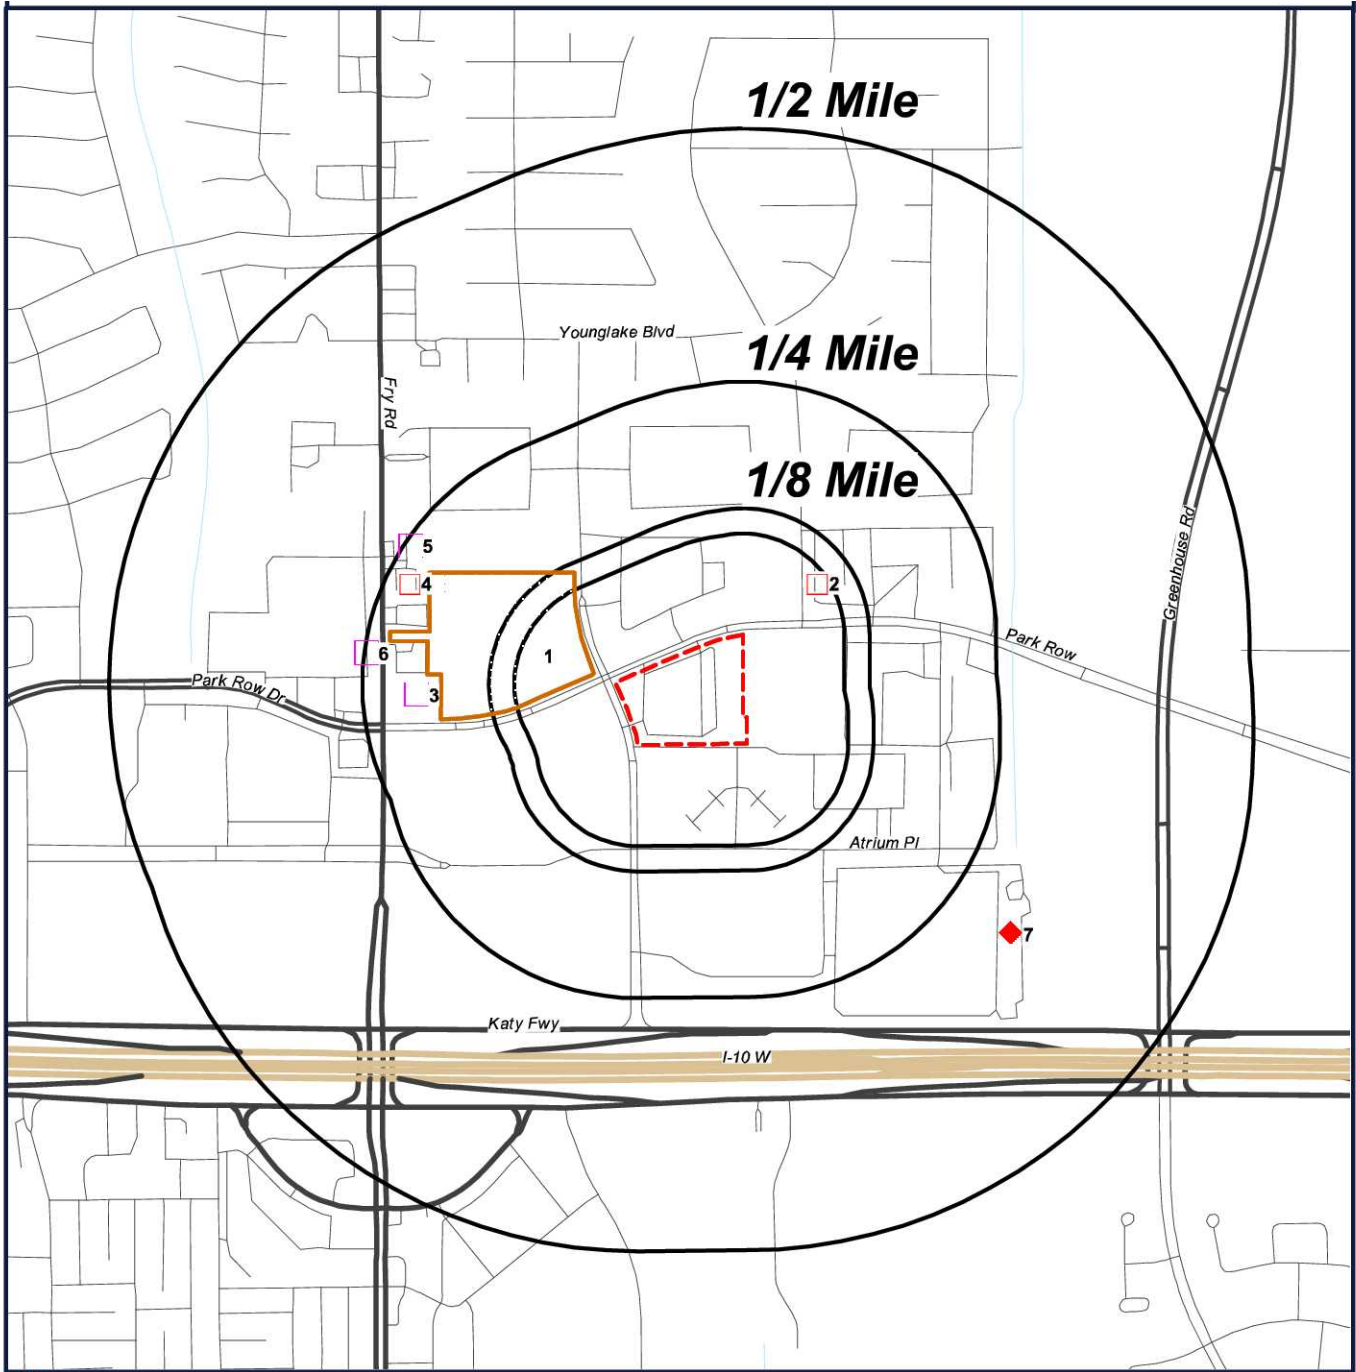 1/2 Mile
Younglake Blvd
1/4 Mile
Fry Rd
1/8 Mile
5
4
2
Greenhouse Rd
Park Row
6
1
Park Row Dr
3
Atrium Pl
7
Katy Fwy
I-10 W